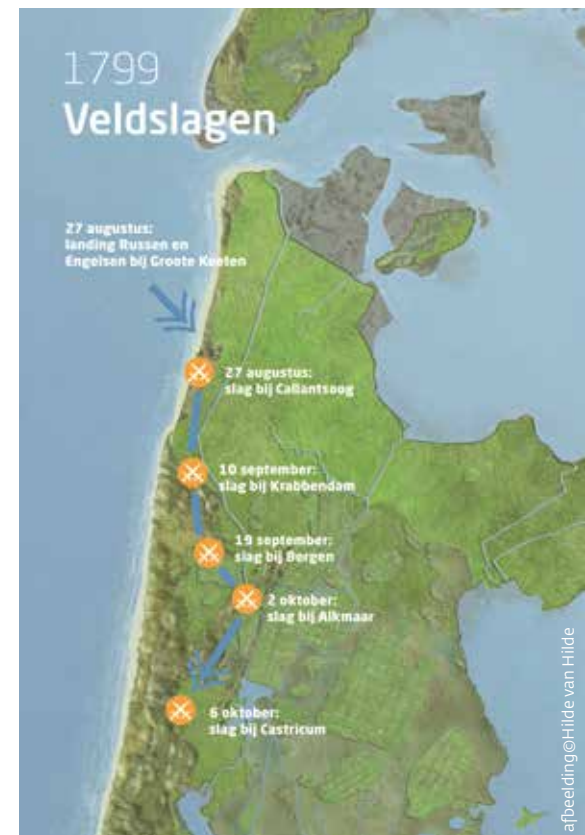 1799
Veldslagen
27 augustus:
landing Russen en
Engelsen bij Groote Keeten
27 augustus:
slag bij Callantsoog
10 september:
slag bij Krabbendam
19 september:
slag bij Bergen
2 oktober:
slag bij Alkmaar
6 oktober:
slag bij Castricum
afbeelding©Hilde van Hilde